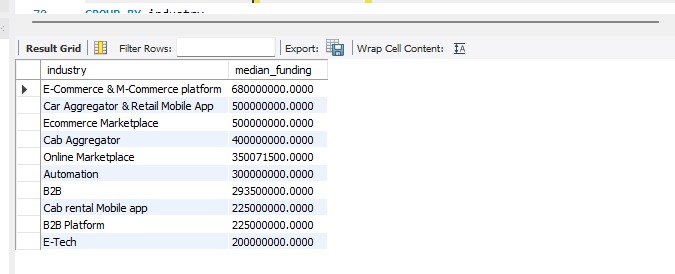 70 GROUP BY industry
Result Grid Filter Rows: Export: Wrap Cell Content: IA
industry median_funding
E-Commerce & M-Commerce platform 680000000.0000
Car Aggregator & Retail Mobile App 500000000.0000
Ecommerce Marketplace 500000000.0000
Cab Aggregator 400000000.0000
Online Marketplace 350071500.0000
Automation 300000000.0000
B2B 293500000.0000
Cab rental Mobile app 225000000.0000
B2B Platform 225000000.0000
E-Tech 200000000.0000